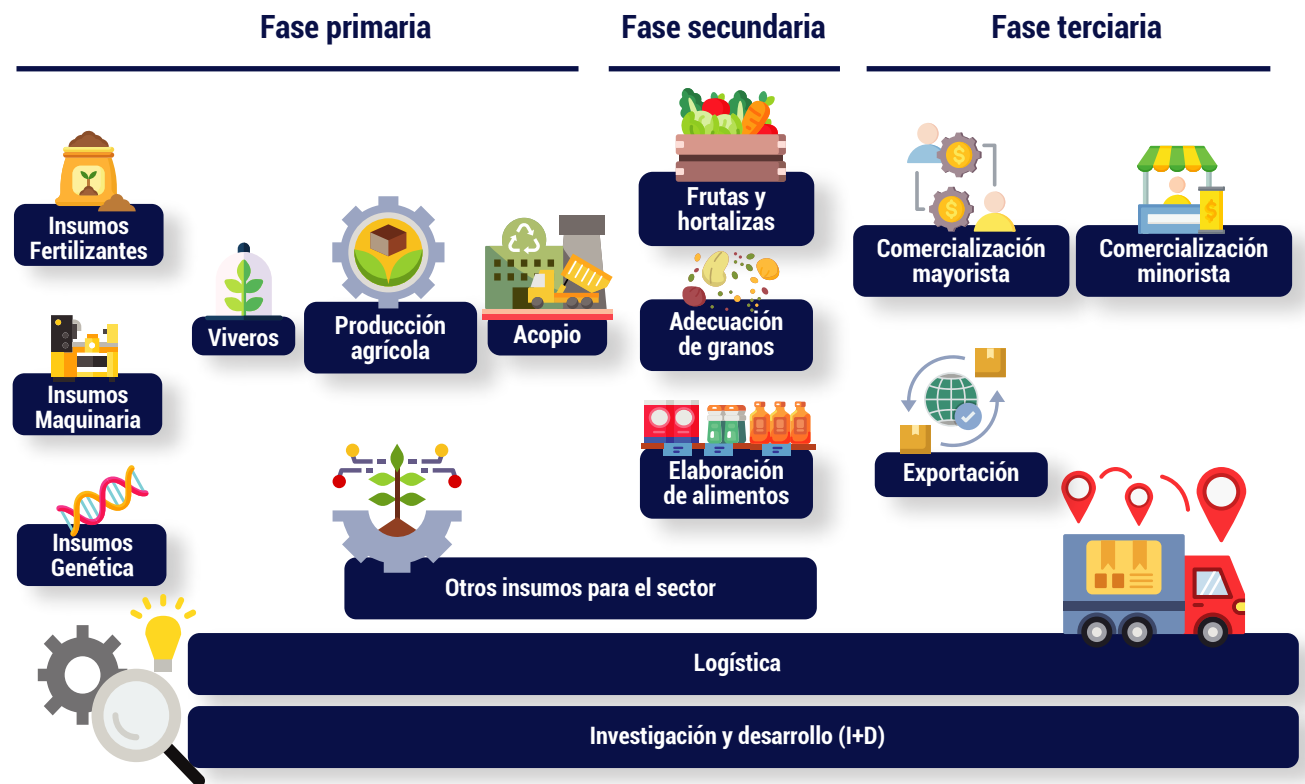 Fase primaria
Fase secundaria
Fase terciaria
Insumos
Fertilizantes
Insumos
Maquinaria
Insumos
Genética
Viveros
Producción
agrícola
Acopio
Otros insumos para el sector
Frutas y
hortalizas
Adecuación
de granos
Elaboración
de alimentos
Comercialización
mayorista
Comercialización
minorista
Exportación
Logística
Investigación y desarrollo (I+D)